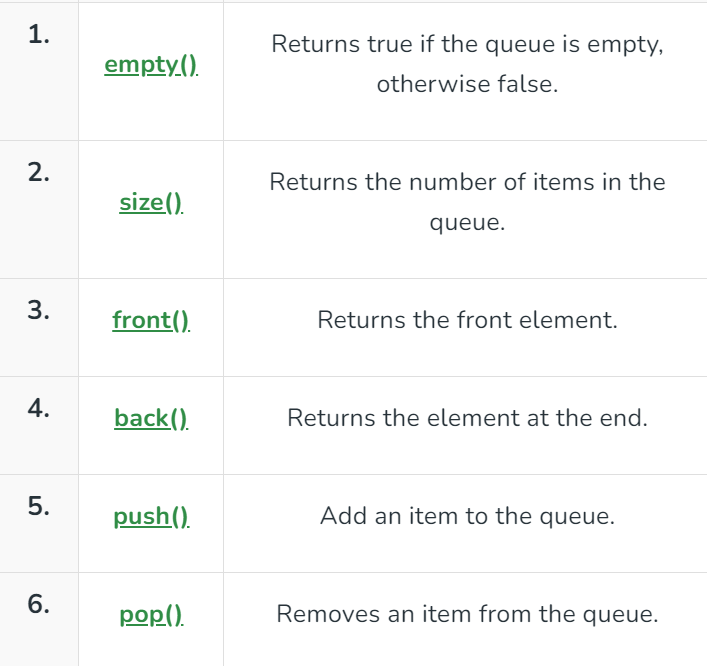 1.
empty()
Returns true if the queue is empty,
otherwise false.
2.
size()
Returns the number of items in the
queue.
3.
front()
Returns the front element.
4.
back()
Returns the element at the end.
5.
push()
Add an item to the queue.
6.
pop()
Removes an item from the queue.